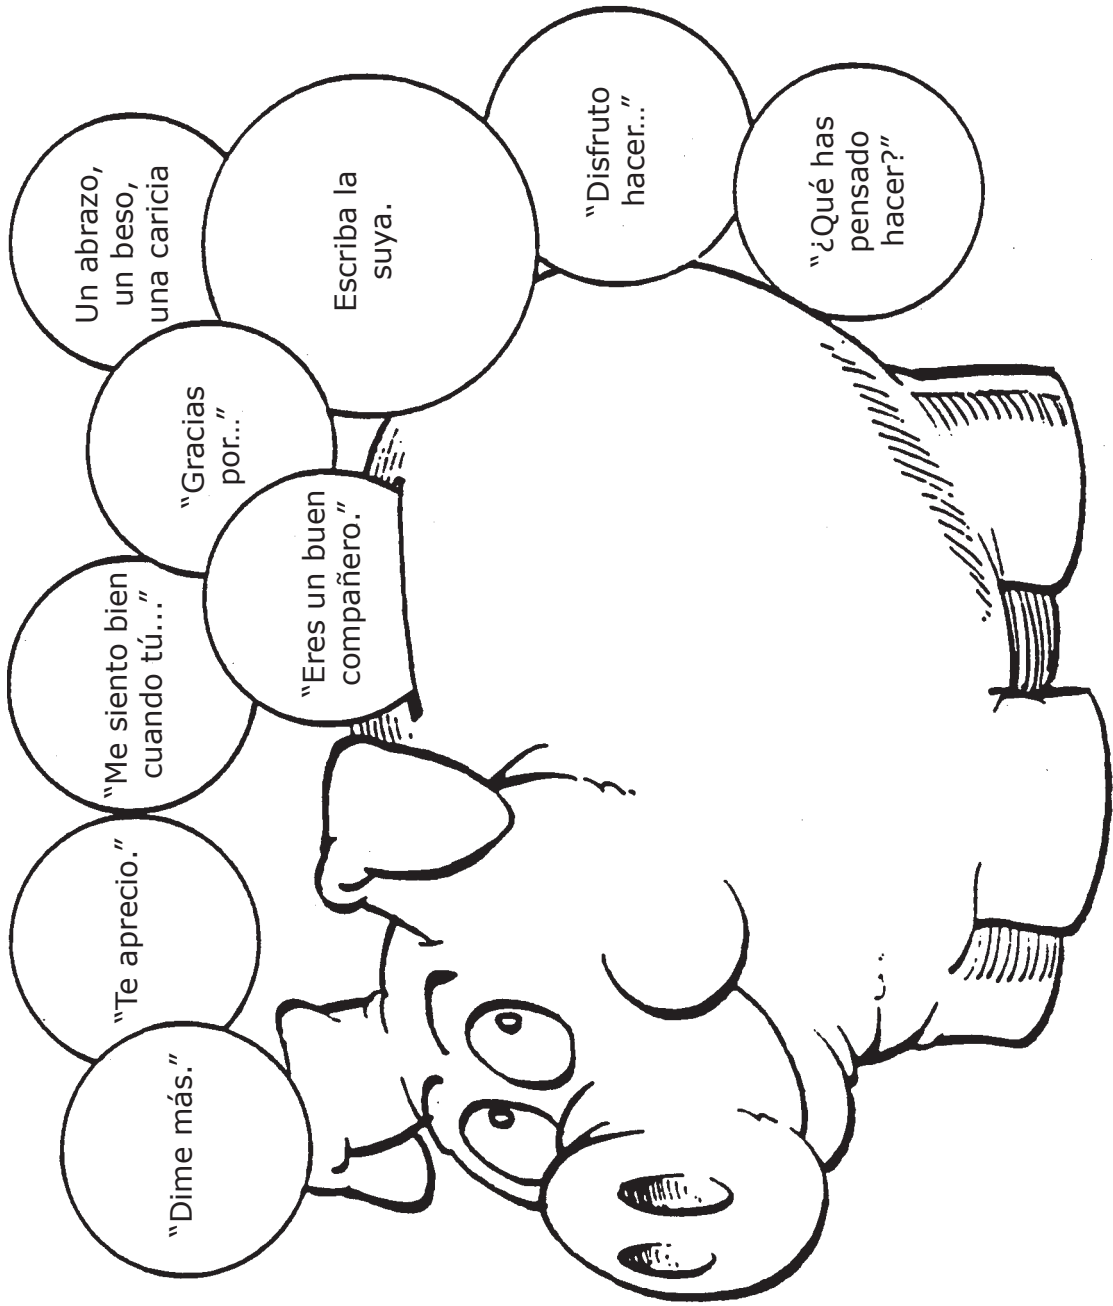 “Dime más.”
“Te aprecio.”
“Me siento bien
cuando tú...”
“Eres un buen
compañero.”
“Gracias
por...”
Un abrazo,
un beso,
una caricia
Escriba la
suya.
“Disfruto
hacer...”
“¿Qué has
pensado
hacer?”